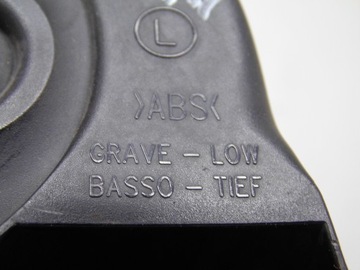 L
>ABS<
GRAVE - LOW
BASSO - TIEF